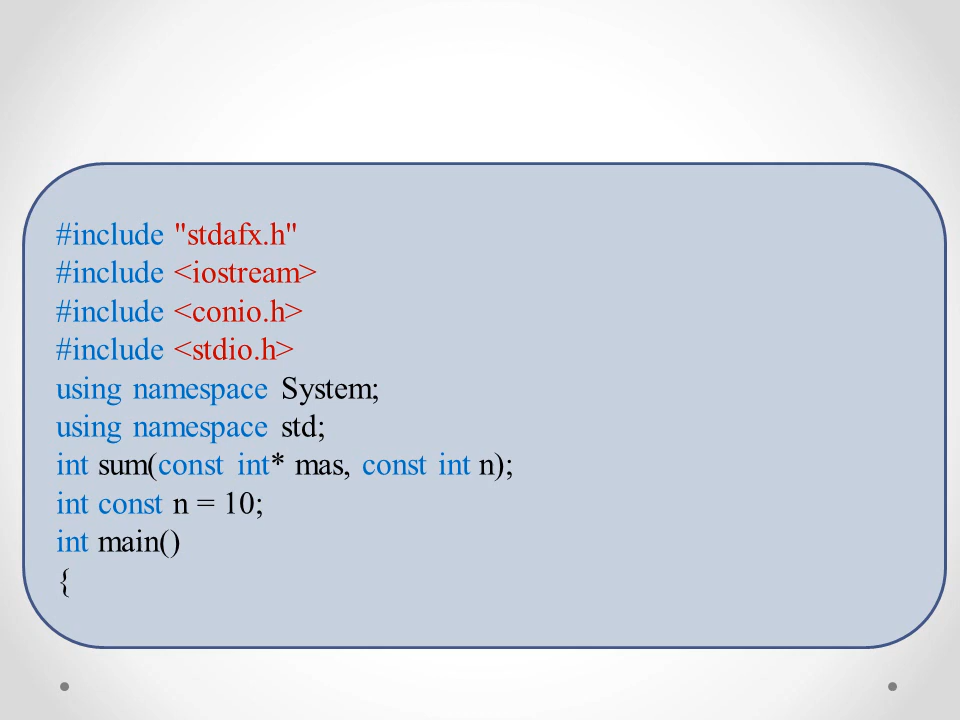 #include "stdafx.h"
#include <iostream>
#include <conio.h>
#include <stdio.h>
using namespace System;
using namespace std;
int sum(const int* mas, const int n);
int const n = 10;
int main()
{